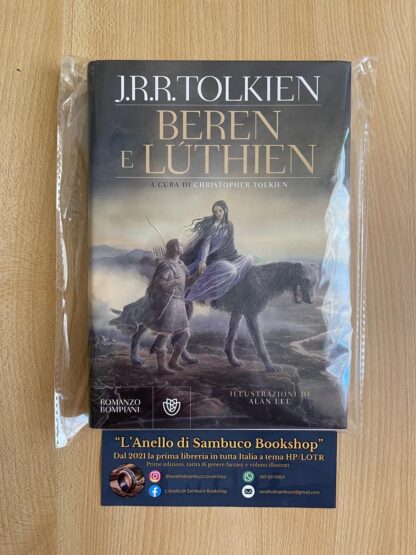 J.R.R.TOLKIEN
BEREN
E LÚTHIEN
A CURA DI CHRISTOPHER TOLKIEN
ILLUSTRAZIONI DI
ALAN LEE
ROMANZO
BOMPIANI
“L’Anello di Sambuco Bookshop”
Dal 2021 la prima libreria in tutta Italia a tema HP/LOTR
Prime edizioni, rarità di genere fantasy e volumi illustrati
L'Anello di Sambuco Bookshop